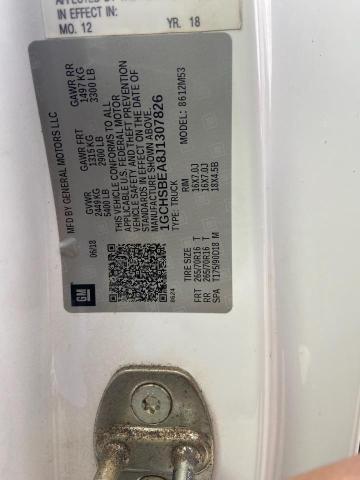 IN EFFECT IN:
MO. 12 YR. 18
MFD BY GENERAL MOTORS LLC
06/18
GVWR
2449 KG
5400 LB
GAWR FRT
1315 KG
2900 LB
GAWR RR
1497 KG
3300 LB
THIS VEHICLE CONFORMS TO ALL
APPLICABLE U.S. FEDERAL MOTOR
VEHICLE SAFETY AND THEFT PREVENTION
STANDARDS IN EFFECT ON THE DATE OF
MANUFACTURE SHOWN ABOVE.
1GCHSBEA8J1307826
TYPE: TRUCK
MODEL: 8612M53
8624
TIRE SIZE RIM
FRT 265/70R16 T 16X7.0J
RR 265/70R16 T 16X7.0J
SPA T175/90D18 M 18X4.5B
GM